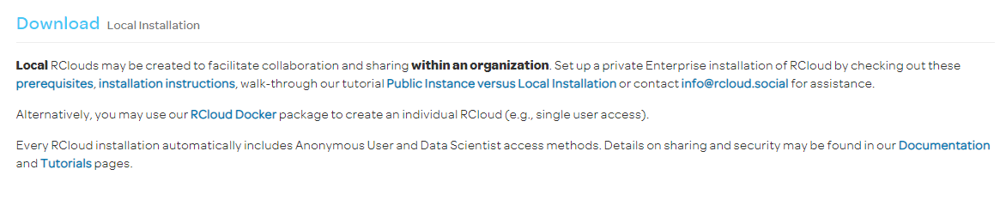 Download Local Installation
Local RClouds may be created to facilitate collaboration and sharing within an organization. Set up a private Enterprise installation of RCloud by checking out these
prerequisites, installation instructions, walk-through our tutorial Public Instance versus Local Installation or contact info@rcloud.social for assistance.
Alternatively, you may use our RCloud Docker package to create an individual RCloud (e.g., single user access).
Every RCloud installation automatically includes Anonymous User and Data Scientist access methods. Details on sharing and security may be found in our Documentation
and Tutorials pages.